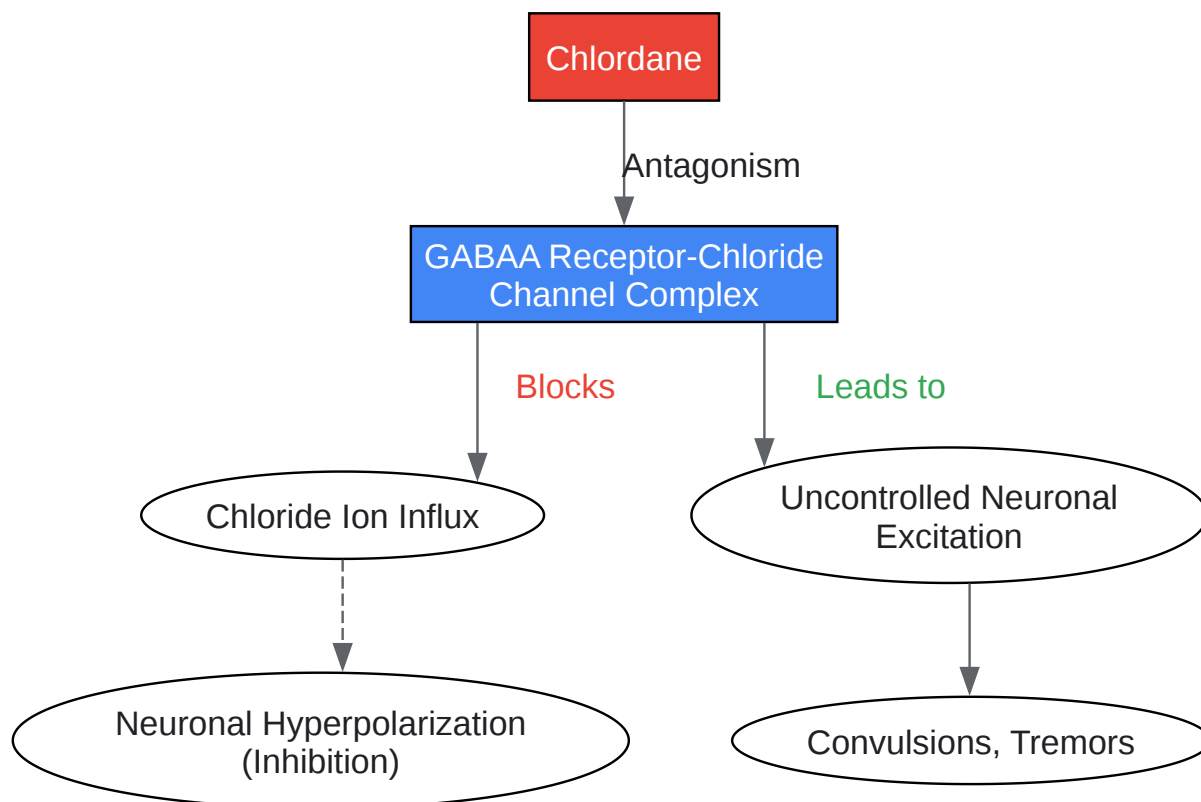 Chlordane
Antagonism
GABAA Receptor-Chloride
Channel Complex
Blocks
Leads to
Chloride Ion Influx
Uncontrolled Neuronal
Excitation
Neuronal Hyperpolarization
(Inhibition)
Convulsions, Tremors